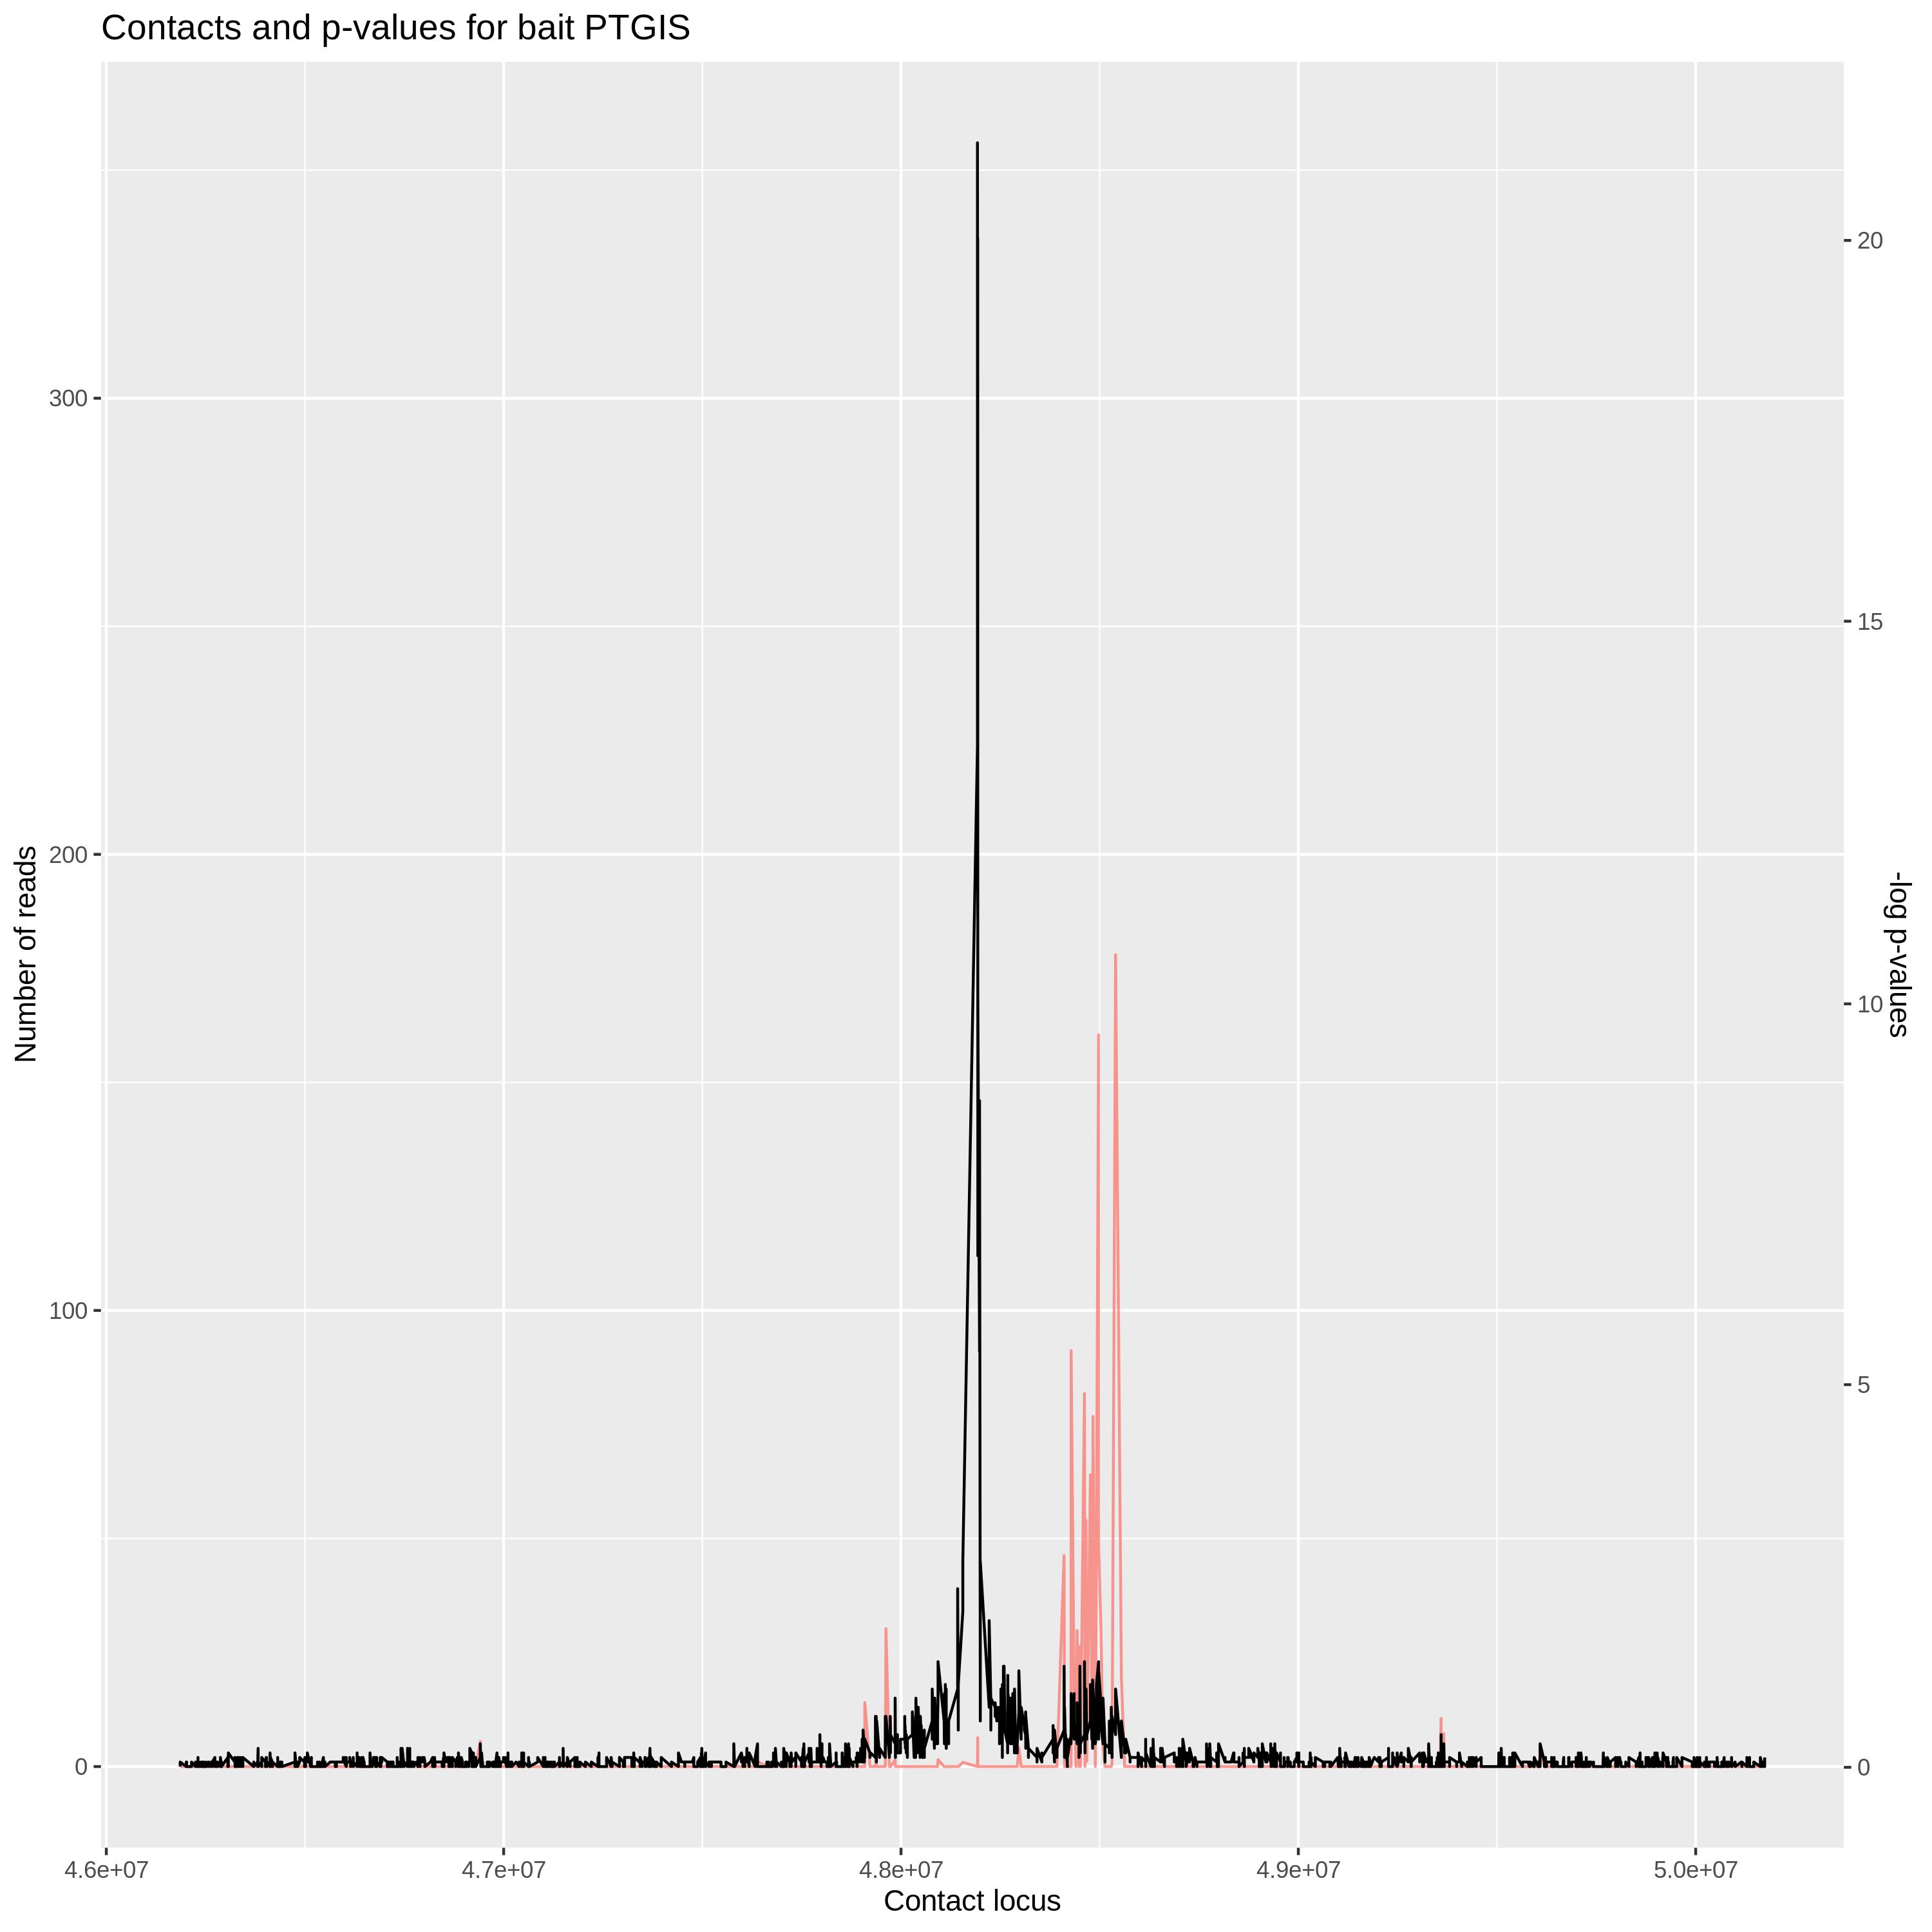 Contacts and p-values for bait PTGIS
Number of reads
300
200
100
0
20
15
10
5
0
-log p-values
4.6e+07
4.7e+07
4.8e+07
4.9e+07
5.0e+07
Contact locus